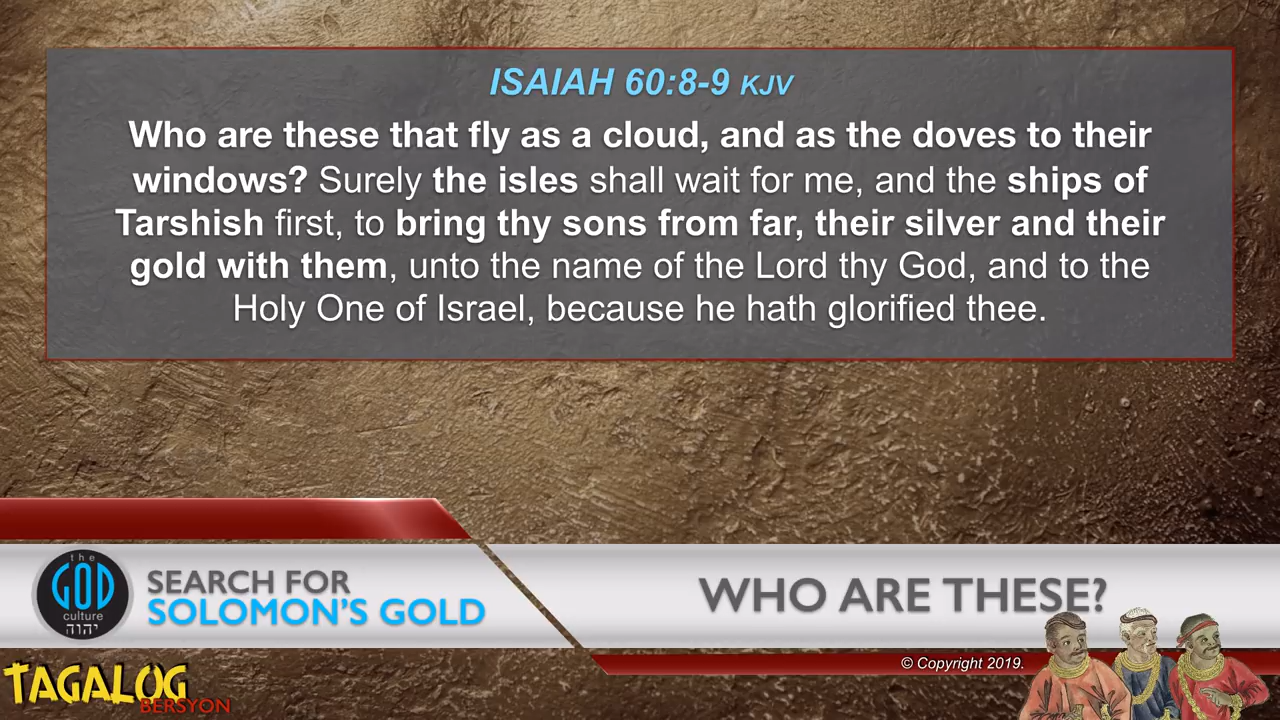 ISAIAH 60:8-9 KJV
Who are these that fly as a cloud, and as the doves to their
windows? Surely the isles shall wait for me, and the ships of
Tarshish first, to bring thy sons from far, their silver and their
gold with them, unto the name of the Lord thy God, and to the
Holy One of Israel, because he hath glorified thee.
the
GOD
culture
יהוה
SEARCH FOR
SOLOMON'S GOLD
WHO ARE THESE?
© Copyright 2019.
TAGALOG
BERSYON